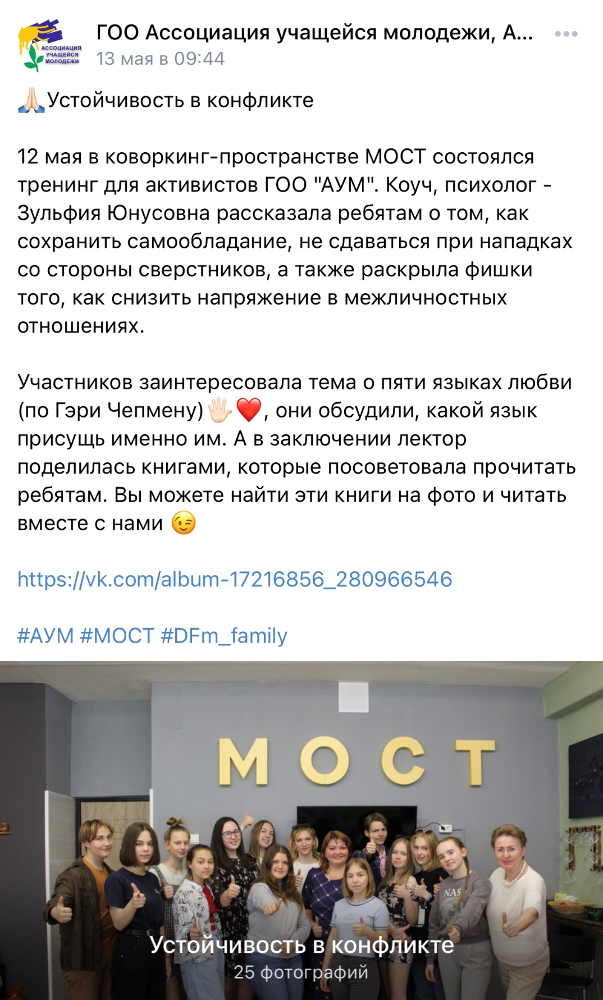 АССОЦИАЦИЯ
УЧАЩЕЙСЯ
МОЛОДЕЖИ
ГОО Ассоциация учащейся молодежи, А...
13 мая в 09:44
🙏🏻Устойчивость в конфликте
12 мая в коворкинг-пространстве МОСТ состоялся
тренинг для активистов ГОО "АУМ". Коуч, психолог -
Зульфия Юнусовна рассказала ребятам о том, как
сохранить самообладание, не сдаваться при нападках
со стороны сверстников, а также раскрыла фишки
того, как снизить напряжение в межличностных
отношениях.
Участников заинтересовала тема о пяти языках любви
(по Гэри Чепмену)🖐🏻❤️, они обсудили, какой язык
присущь именно им. А в заключении лектор
поделилась книгами, которые посоветовала прочитать
ребятам. Вы можете найти эти книги на фото и читать
вместе с нами 😉
https://vk.com/album-17216856_280966546
#АУМ #МОСТ #DFm_family
МОСТ
NAS
Устойчивость в конфликте
25 фотографий